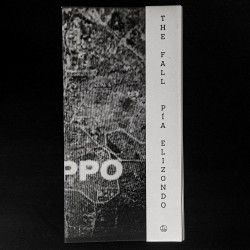 THE FALL PÍA ELIZONDO
PPO